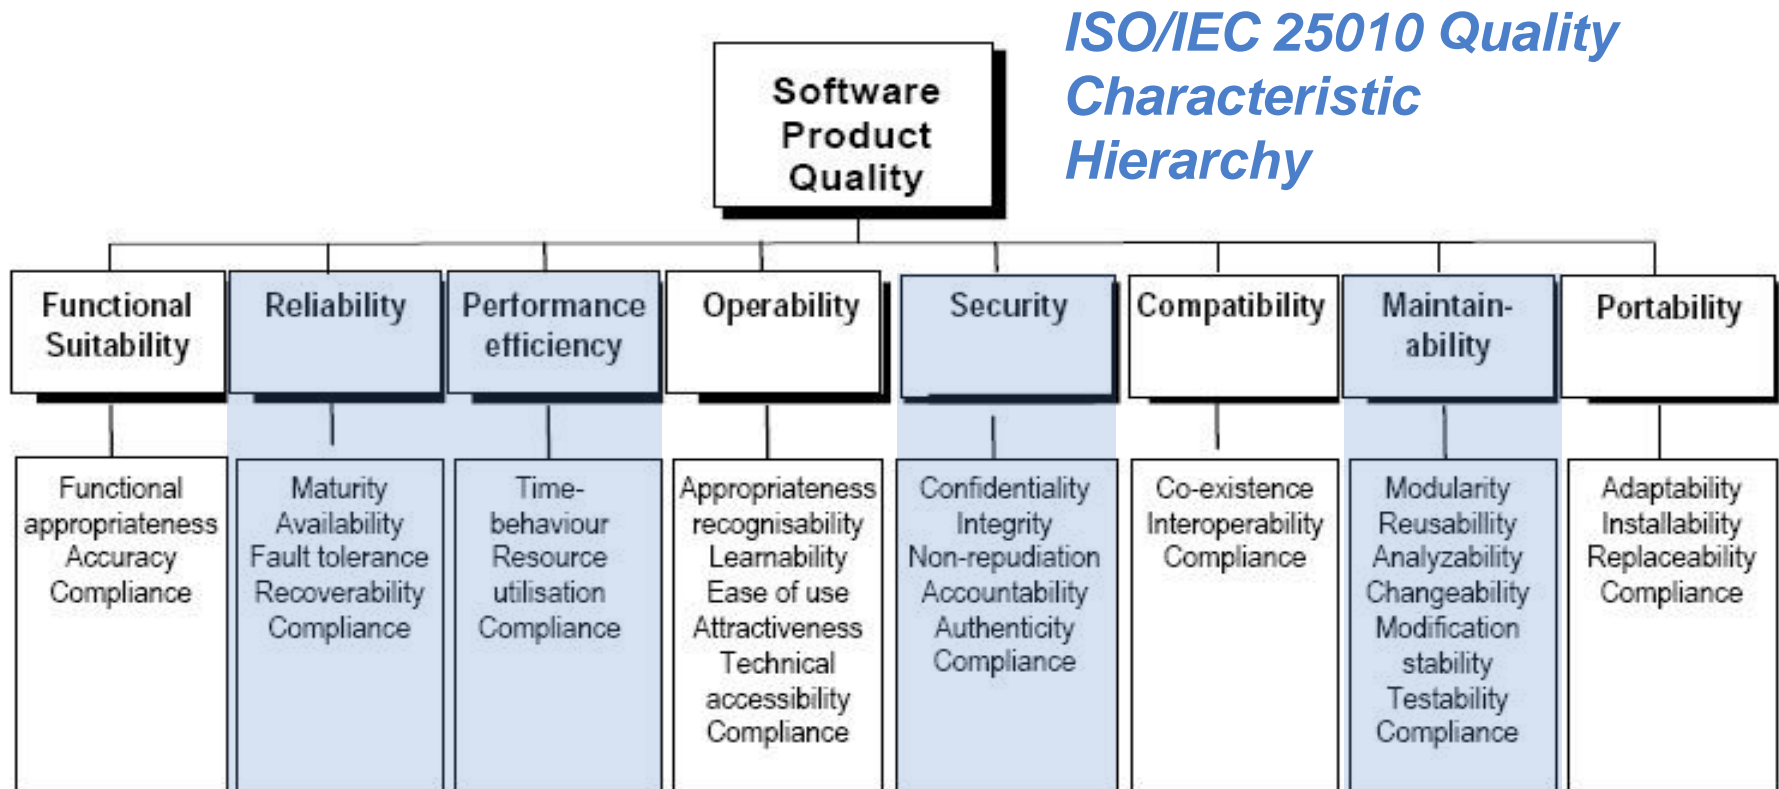 ISO/IEC 25010 Quality
Characteristic
Hierarchy
Software
Product
Quality
Functional
Suitability
Reliability
Performance
efficiency
Operability
Security
Compatibility
Maintain-
ability
Portability
Functional
appropriateness
Accuracy
Compliance
Maturity
Availability
Fault tolerance
Recoverability
Compliance
Time-
behaviour
Resource
utilisation
Compliance
Appropriateness
recognisability
Learnability
Ease of use
Attractiveness
Technical
accessibility
Compliance
Confidentiality
Integrity
Non-repudiation
Accountability
Authenticity
Compliance
Co-existence
Interoperability
Compliance
Modularity
Reusabillity
Analyzability
Changeability
Modification
stability
Testability
Compliance
Adaptability
Installability
Replaceability
Compliance